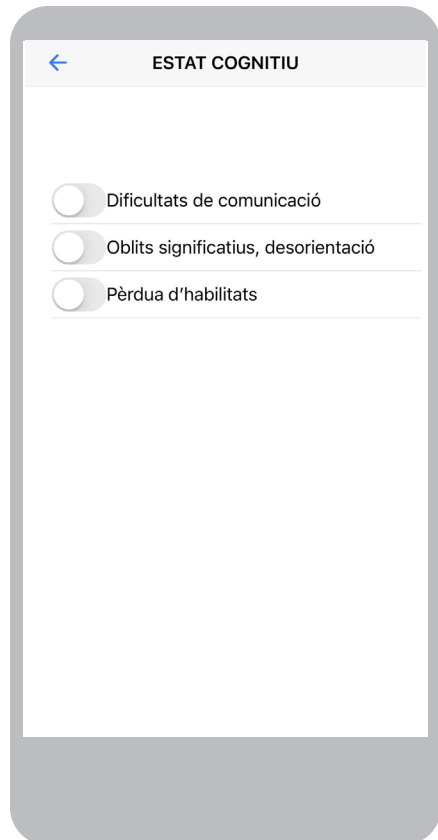 ESTAT COGNITIU
Dificultats de comunicació
Oblits significatius, desorientació
Pèrdua d’habilitats